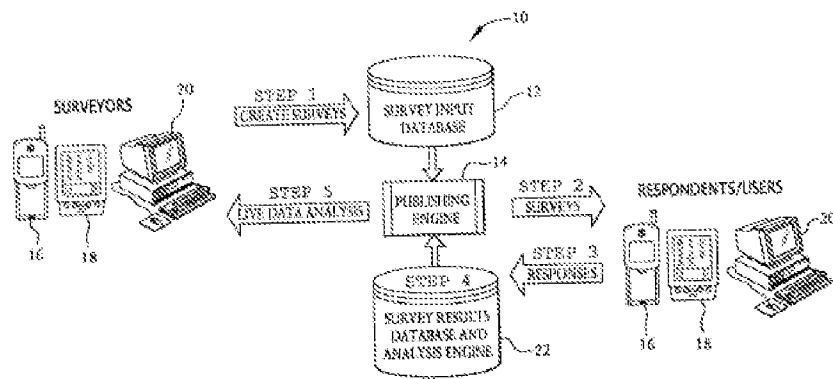 10
SURVEYORS
20
STEP 1
CREATE SURVEYS
SURVEY INPUT
DATABASE
12
14
STEP 5
LIVE DATA ANALYSIS
PUBLISHING
ENGINE
STEP 2
SURVEYS
RESPONDENTS/USERS
16
18
STEP 3
RESPONSES
20
STEP 4
SURVEY RESULTS
DATABASE AND
ANALYSIS ENGINE
22
16
18